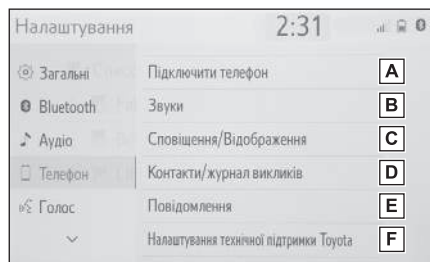 Налаштування 2:31
Загальні Підключити телефон A
Bluetooth Звуки B
Аудіо Сповіщення/Відображення C
Телефон Контакти/журнал викликів D
Голос Повідомлення E
Налаштування технічної підтримки Toyota F